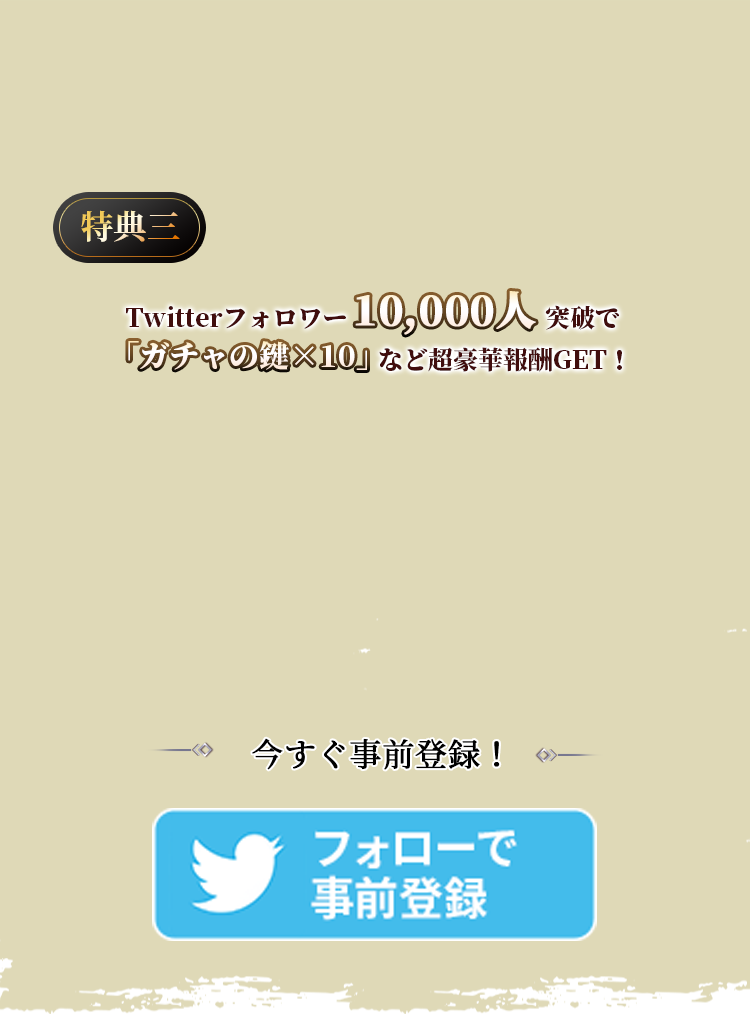 特典三
Twitterフォロワー10,000人突破で
「ガチャの鍵×10」など超豪華報酬GET！
今すぐ事前登録！
フォローで
事前登録